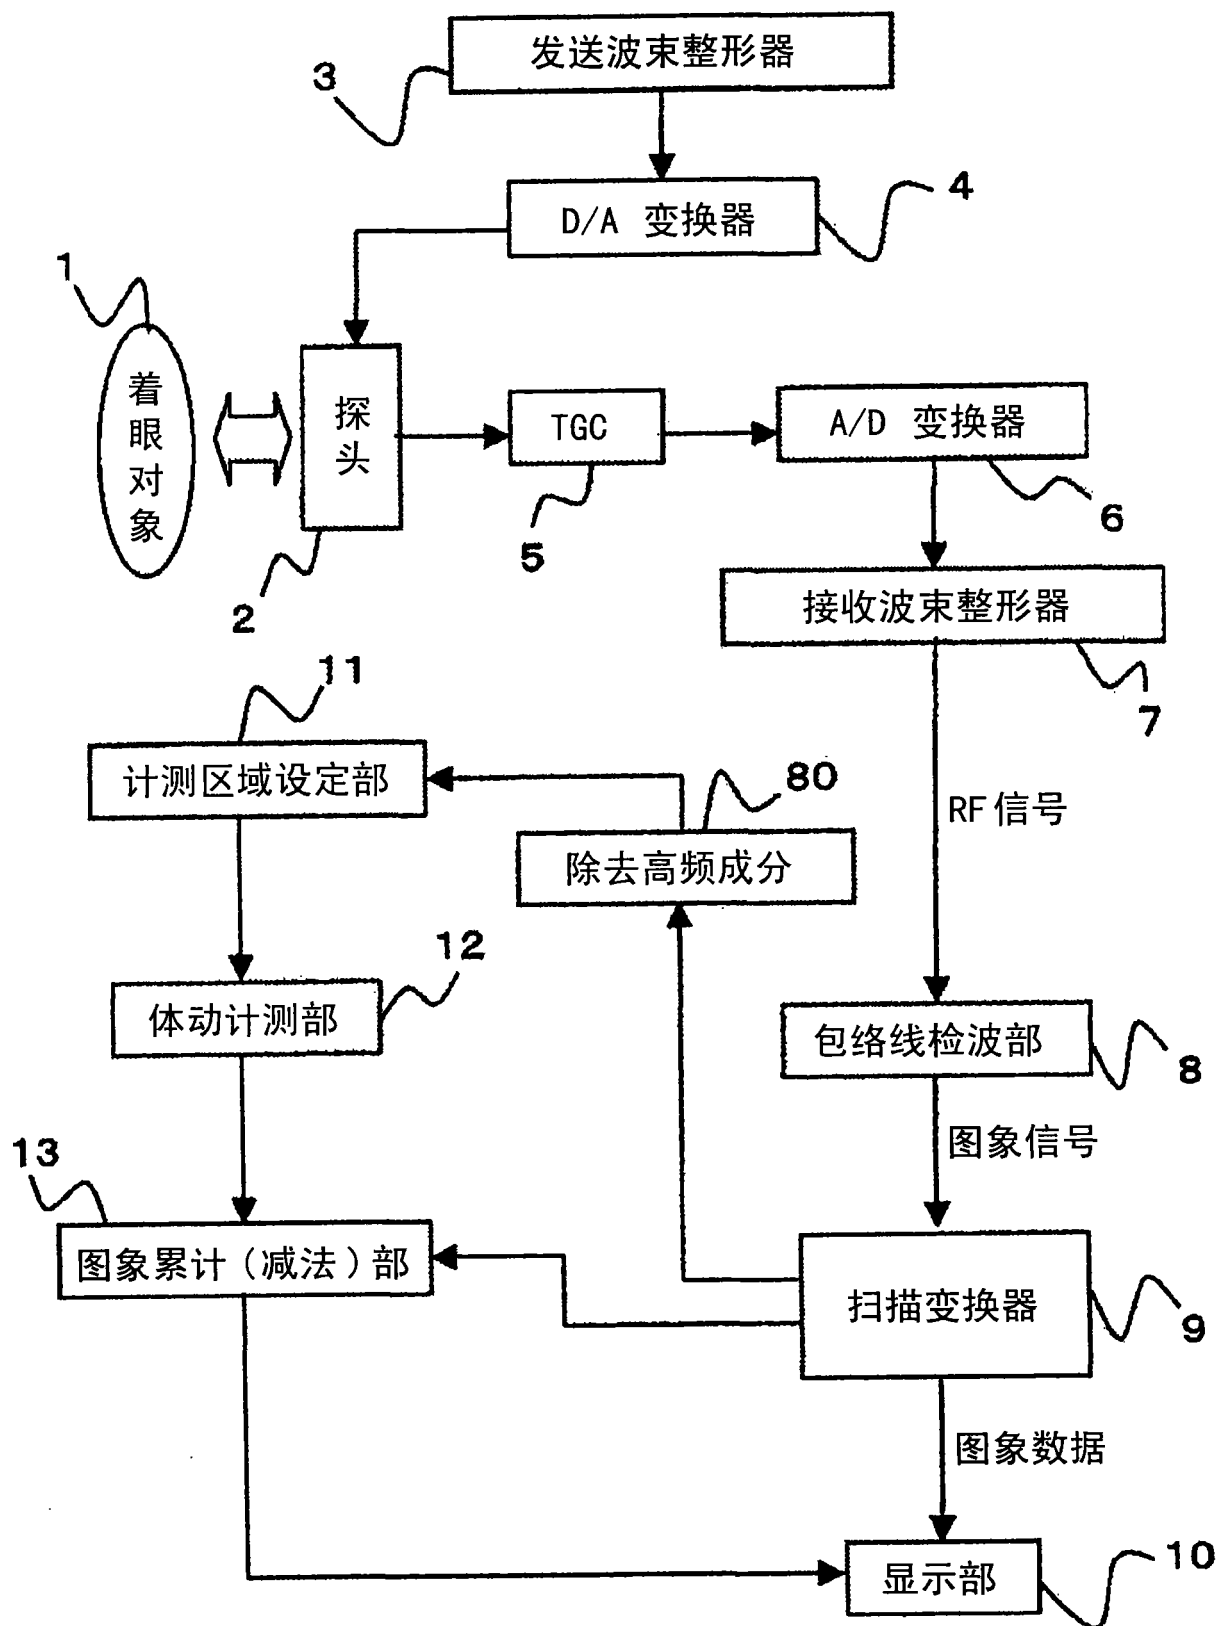 发送波束整形器
3
D/A 变换器
4
1
着眼对象
探头
2
TGC
5
A/D 变换器
6
接收波束整形器
7
RF信号
11
计测区域设定部
80
除去高频成分
12
体动计测部
包络线检波部
8
图象信号
13
图象累计(减法)部
扫描变换器
9
图象数据
显示部
10